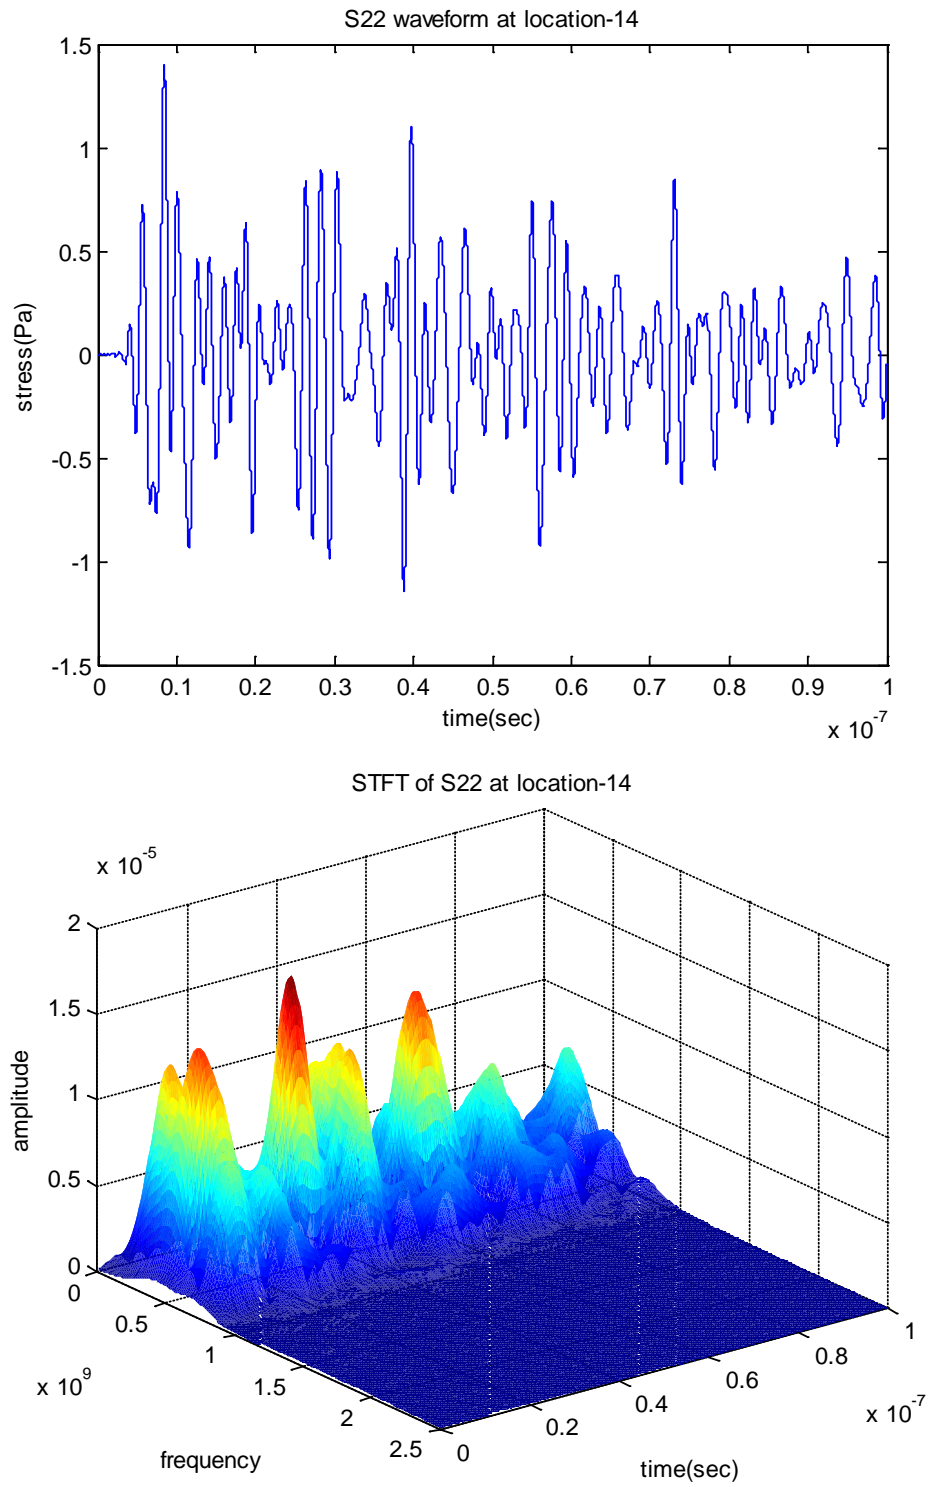 S22 waveform at location-14
1.5
1
0.5
0
-0.5
-1
-1.5
stress(Pa)
0 0.1 0.2 0.3 0.4 0.5 0.6 0.7 0.8 0.9 1
time(sec)
x 10^-7
STFT of S22 at location-14
x 10^-5
2
1.5
1
0.5
0
amplitude
0
0.5
1
1.5
2
2.5
x 10^9
frequency
0
0.2
0.4
0.6
0.8
1
x 10^-7
time(sec)